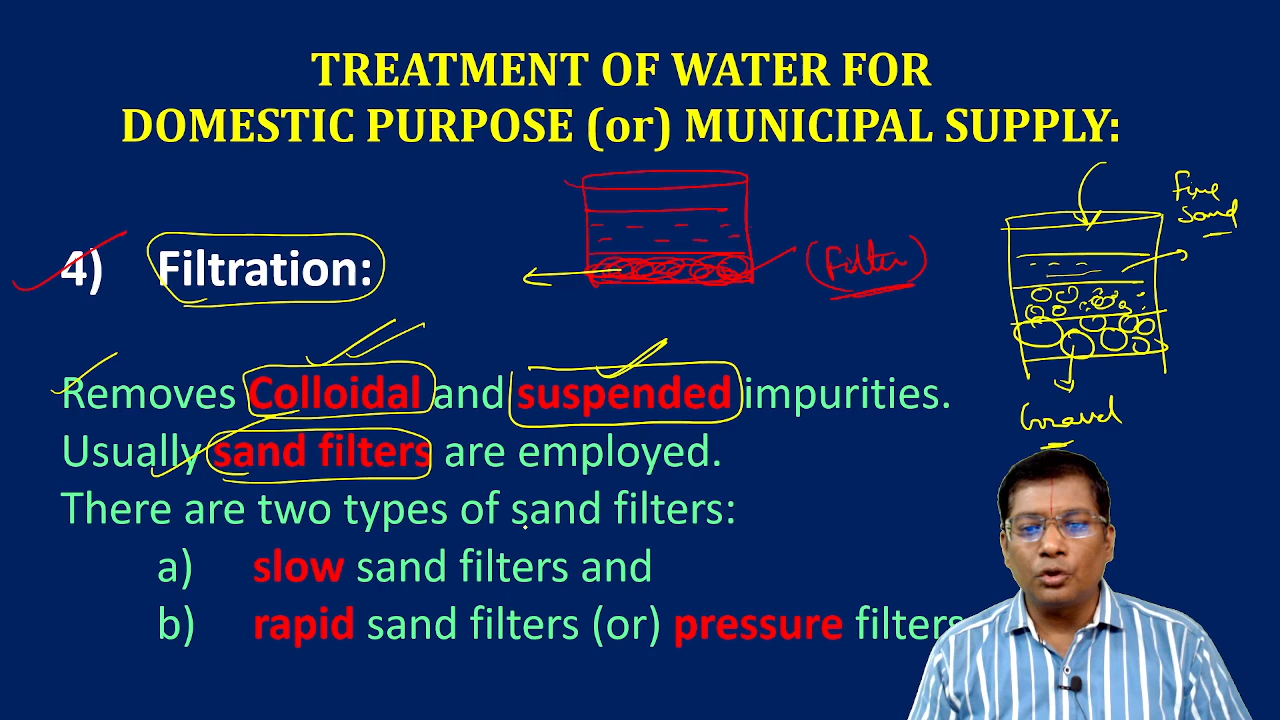 TREATMENT OF WATER FOR
DOMESTIC PURPOSE (or) MUNICIPAL SUPPLY:
4) Filtration:
(Filter)
Fine
Sand
Gravel
Removes Colloidal and suspended impurities.
Usually sand filters are employed.
There are two types of sand filters:
a) slow sand filters and
b) rapid sand filters (or) pressure filters